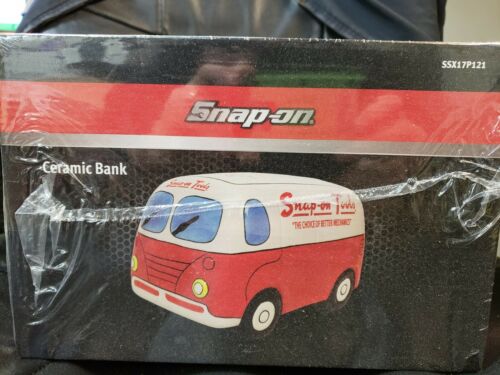 SSX17P121
Snap-on
Ceramic Bank
Snap-on Tools
Snap-on Tools
"THE CHOICE OF BETTER MECHANICS"